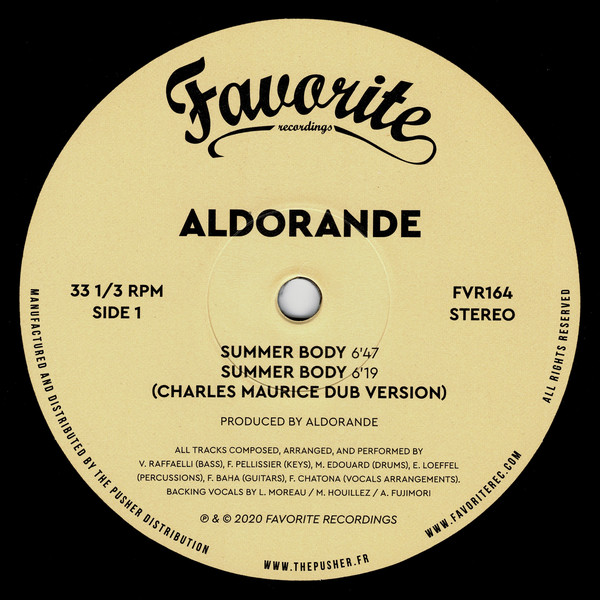 Favorite
recordings
ALDORANDE
33 1/3 RPM
SIDE 1
FVR164
STEREO
SUMMER BODY 6'47
SUMMER BODY 6'19
(CHARLES MAURICE DUB VERSION)
PRODUCED BY ALDORANDE
ALL TRACKS COMPOSED, ARRANGED, AND PERFORMED BY
V. RAFFAELLI (BASS), F. PELLISSIER (KEYS), M. EDOUARD (DRUMS), E. LOEFFEL
(PERCUSSIONS), F. BAHA (GUITARS), F. CHATONA (VOCALS ARRANGEMENTS).
BACKING VOCALS BY L. MOREAU / M. HOUILLEZ / A. FUJIMORI
℗ & © 2020 FAVORITE RECORDINGS
MANUFACTURED AND DISTRIBUTED BY THE PUSHER DISTRIBUTION
WWW.THEPUSHER.FR
WWW.FAVORITEREC.COM
ALL RIGHTS RESERVED